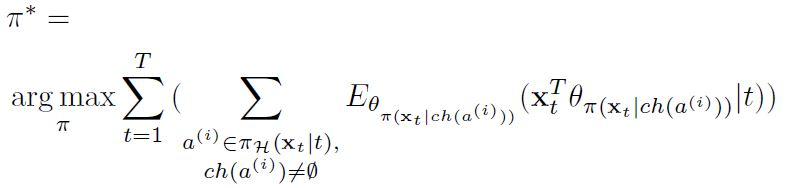 π* =
arg max_π ∑_{t=1}^{T} ( ∑_{a^{(i)}∈π_ℋ(𝐱_t|t), ch(a^{(i)})≠∅} E_{θ_{π(𝐱_t|ch(a^{(i)}))}} (𝐱_t^T θ_{π(𝐱_t|ch(a^{(i)}))}|t))